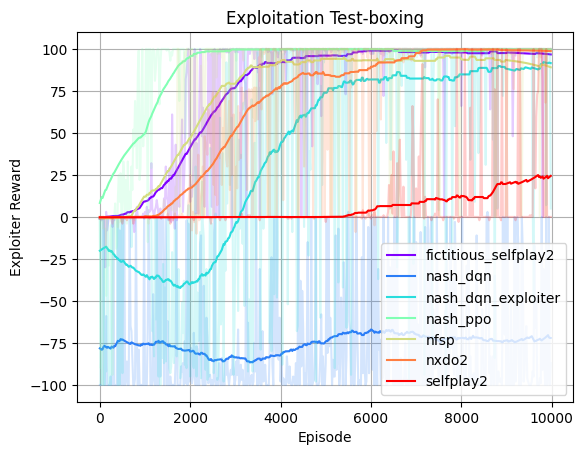 Exploitation Test-boxing
Exploiter Reward
100
75
50
25
0
−25
−50
−75
−100
fictitious_selfplay2
nash_dqn
nash_dqn_exploiter
nash_ppo
nfsp
nxdo2
selfplay2
0 2000 4000 6000 8000 10000
Episode